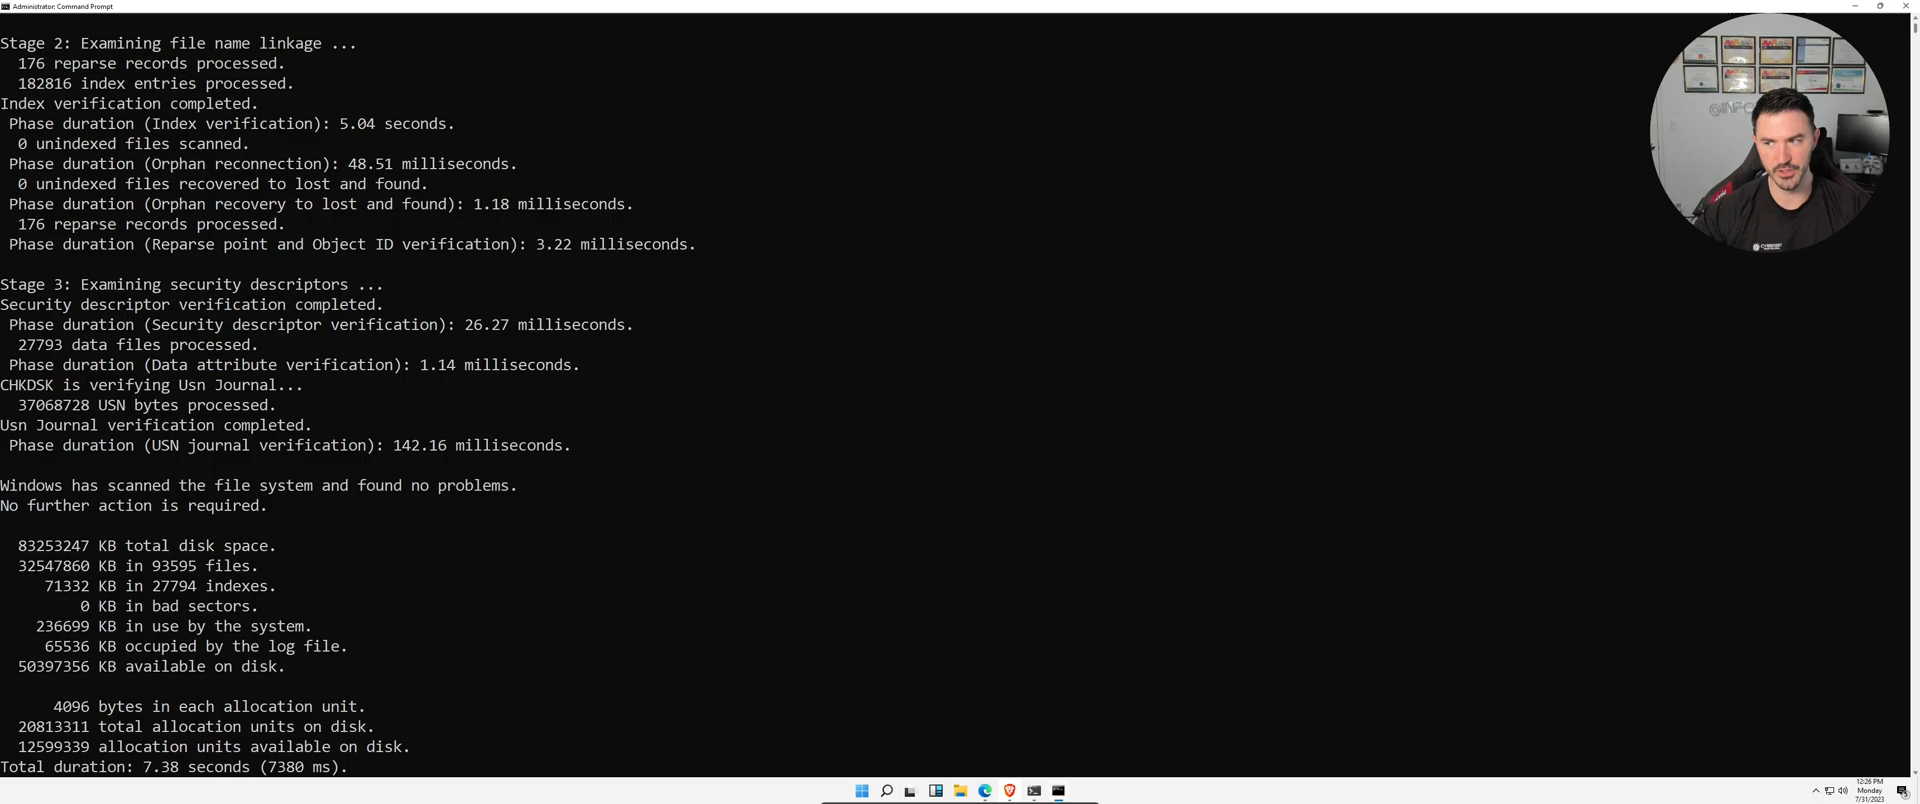 Administrator: Command Prompt
Stage 2: Examining file name linkage ...
176 reparse records processed.
182816 index entries processed.
Index verification completed.
Phase duration (Index verification): 5.04 seconds.
0 unindexed files scanned.
Phase duration (Orphan reconnection): 48.51 milliseconds.
0 unindexed files recovered to lost and found.
Phase duration (Orphan recovery to lost and found): 1.18 milliseconds.
176 reparse records processed.
Phase duration (Reparse point and Object ID verification): 3.22 milliseconds.
Stage 3: Examining security descriptors ...
Security descriptor verification completed.
Phase duration (Security descriptor verification): 26.27 milliseconds.
27793 data files processed.
Phase duration (Data attribute verification): 1.14 milliseconds.
CHKDSK is verifying Usn Journal...
37068728 USN bytes processed.
Usn Journal verification completed.
Phase duration (USN journal verification): 142.16 milliseconds.
Windows has scanned the file system and found no problems.
No further action is required.
83253247 KB total disk space.
32547860 KB in 93595 files.
71332 KB in 27794 indexes.
0 KB in bad sectors.
236699 KB in use by the system.
65536 KB occupied by the log file.
50397356 KB available on disk.
4096 bytes in each allocation unit.
20813311 total allocation units on disk.
12599339 allocation units available on disk.
Total duration: 7.38 seconds (7380 ms).
@INFO
12:26 PM
Monday
7/31/2023